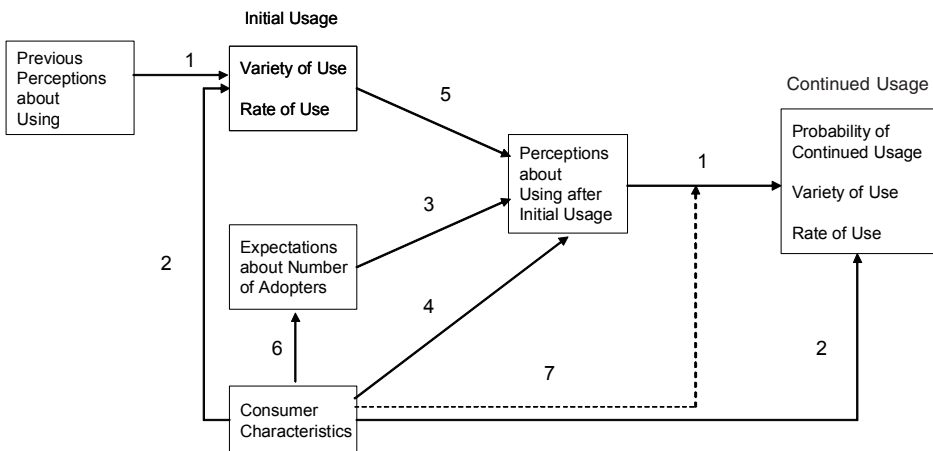 Initial Usage
Previous
Perceptions
about
Using
1
Variety of Use
Rate of Use
5
Continued Usage
Probability of
Continued Usage
Variety of Use
Rate of Use
Perceptions
about
Using after
Initial Usage
1
3
2
Expectations
about Number
of Adopters
4
6
7
2
Consumer
Characteristics